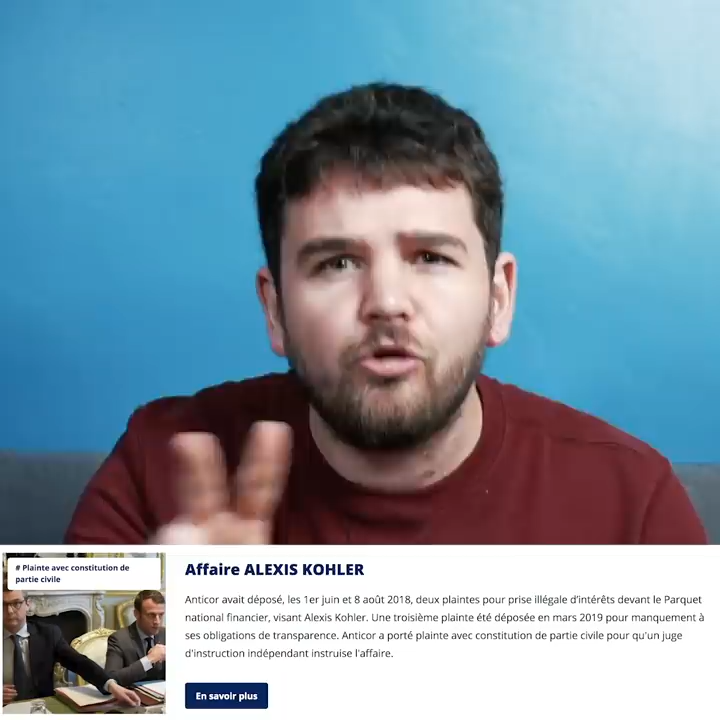 # Plainte avec constitution de
partie civile
Affaire ALEXIS KOHLER
Anticor avait déposé, les 1er juin et 8 août 2018, deux plaintes pour prise illégale d'intérêts devant le Parquet
national financier, visant Alexis Kohler. Une troisième plainte été déposée en mars 2019 pour manquement à
ses obligations de transparence. Anticor a porté plainte avec constitution de partie civile pour qu'un juge
d'instruction indépendant instruise l'affaire.
En savoir plus